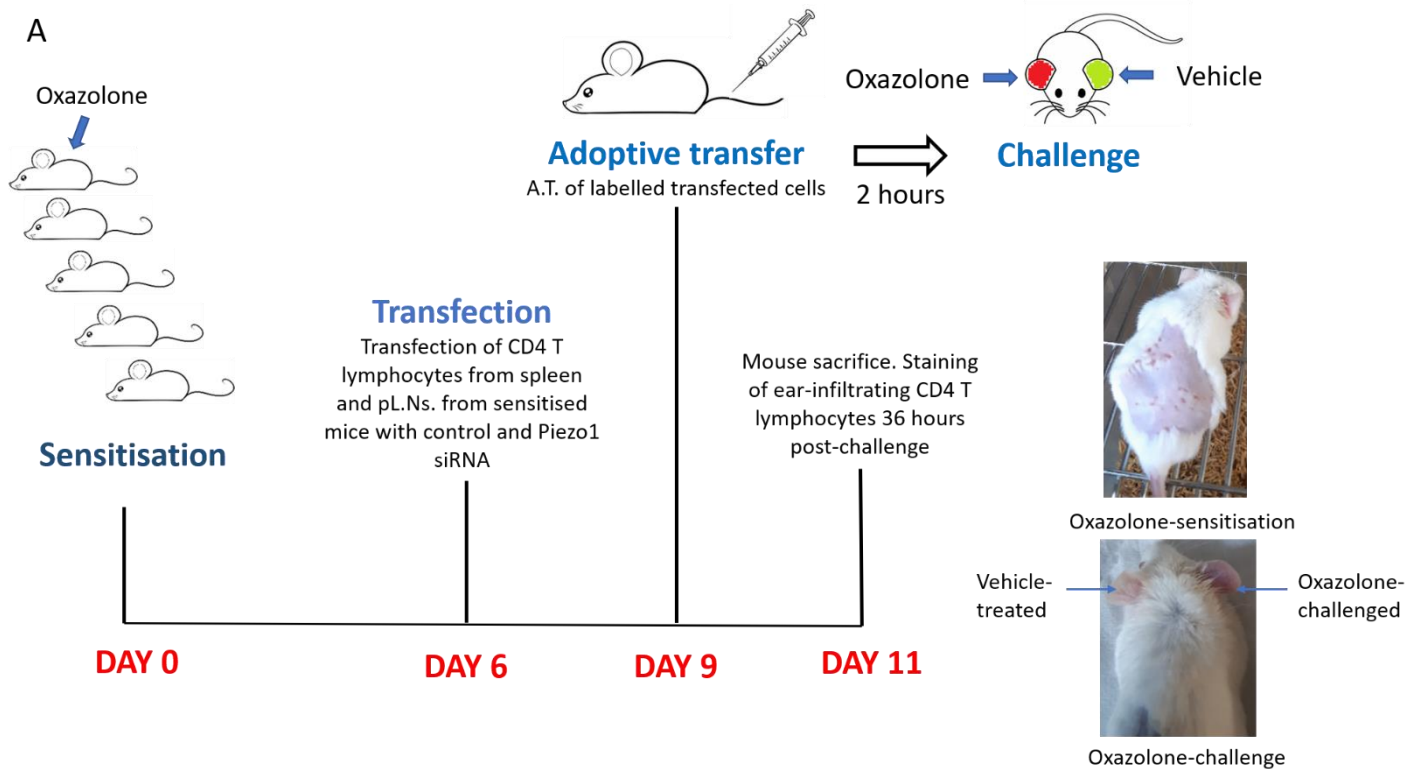 A
Oxazolone
Sensitisation
Transfection
Transfection of CD4 T
lymphocytes from spleen
and pL.Ns. from sensitised
mice with control and Piezo1
siRNA
Adoptive transfer
A.T. of labelled transfected cells
2 hours
Oxazolone
Vehicle
Challenge
Mouse sacrifice. Staining
of ear-infiltrating CD4 T
lymphocytes 36 hours
post-challenge
DAY 0
DAY 6
DAY 9
DAY 11
Oxazolone-sensitisation
Vehicle-
treated
Oxazolone-
challenged
Oxazolone-challenge